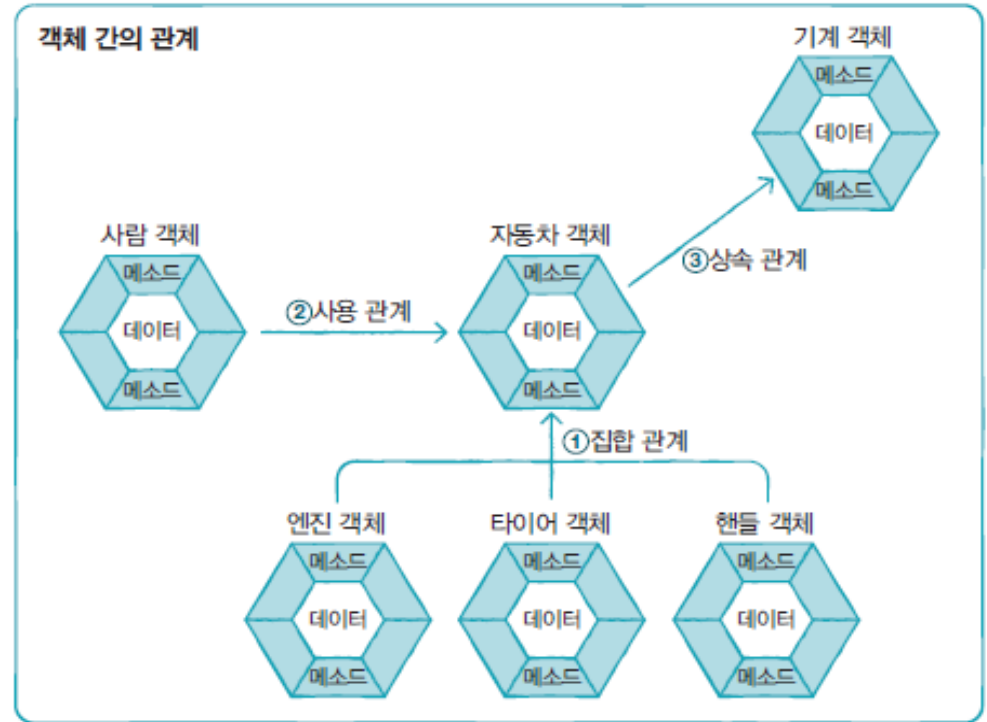 객체 간의 관계
기계 객체
메소드
데이터
메소드
사람 객체
메소드
데이터
메소드
②사용 관계
자동차 객체
메소드
데이터
메소드
③상속 관계
①집합 관계
엔진 객체
메소드
데이터
메소드
타이어 객체
메소드
데이터
메소드
핸들 객체
메소드
데이터
메소드